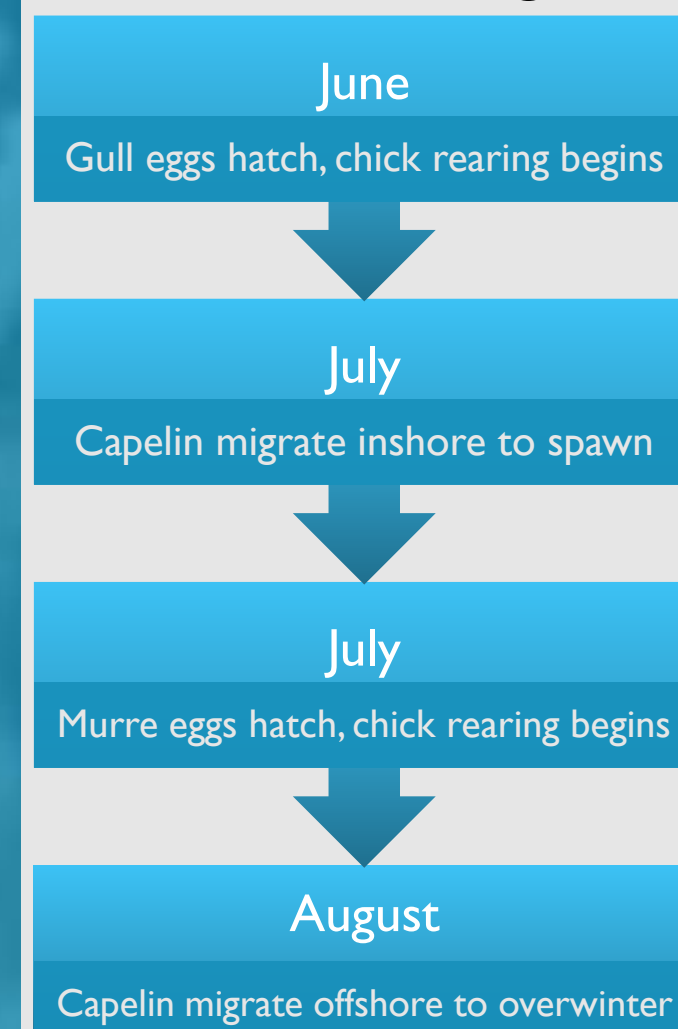 June
Gull eggs hatch, chick rearing begins
July
Capelin migrate inshore to spawn
July
Murre eggs hatch, chick rearing begins
August
Capelin migrate offshore to overwinter